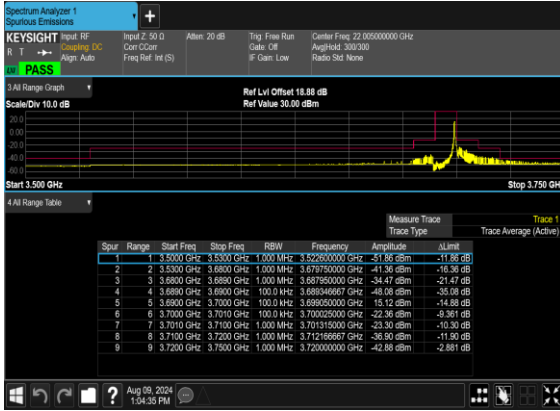 Spectrum Analyzer 1
Spurious Emissions
+
KEYSIGHT Input: RF Input Z: 50 Ω Atten: 20 dB Trig: Free Run Center Freq: 22.005000000 GHz
R T Coupling: DC Corr CCorr Gate: Off Avg|Hold: 300/300
Align: Auto Freq Ref: Int (S) IF Gain: Low Radio Std: None
PASS
3 All Range Graph
Ref Lvl Offset 18.88 dB
Scale/Div 10.0 dB Ref Value 30.00 dBm
20.0
0.00
-20.0
-40.0
-60.0
Start 3.500 GHz Stop 3.750 GH
4 All Range Table
Measure Trace Trace 1
Trace Type Trace Average (Active)
Spur Range Start Freq Stop Freq RBW Frequency Amplitude ΔLimit
1 1 3.5000 GHz 3.5300 GHz 1.000 MHz 3.522600000 GHz -51.86 dBm -11.86 dB
2 2 3.5300 GHz 3.6800 GHz 1.000 MHz 3.679750000 GHz -41.36 dBm -16.36 dB
3 3 3.6800 GHz 3.6890 GHz 1.000 MHz 3.687950000 GHz -34.47 dBm -21.47 dB
4 4 3.6890 GHz 3.6900 GHz 100.0 kHz 3.689346667 GHz -48.08 dBm -35.08 dB
5 5 3.6900 GHz 3.7000 GHz 100.0 kHz 3.699050000 GHz 15.12 dBm -14.88 dB
6 6 3.7000 GHz 3.7010 GHz 100.0 kHz 3.700025000 GHz -22.36 dBm -9.361 dB
7 7 3.7010 GHz 3.7100 GHz 1.000 MHz 3.701315000 GHz -23.30 dBm -10.30 dB
8 8 3.7100 GHz 3.7200 GHz 1.000 MHz 3.712166667 GHz -36.90 dBm -11.90 dB
9 9 3.7200 GHz 3.7500 GHz 1.000 MHz 3.720000000 GHz -42.88 dBm -2.881 dB
? Aug 09, 2024
1:04:35 PM